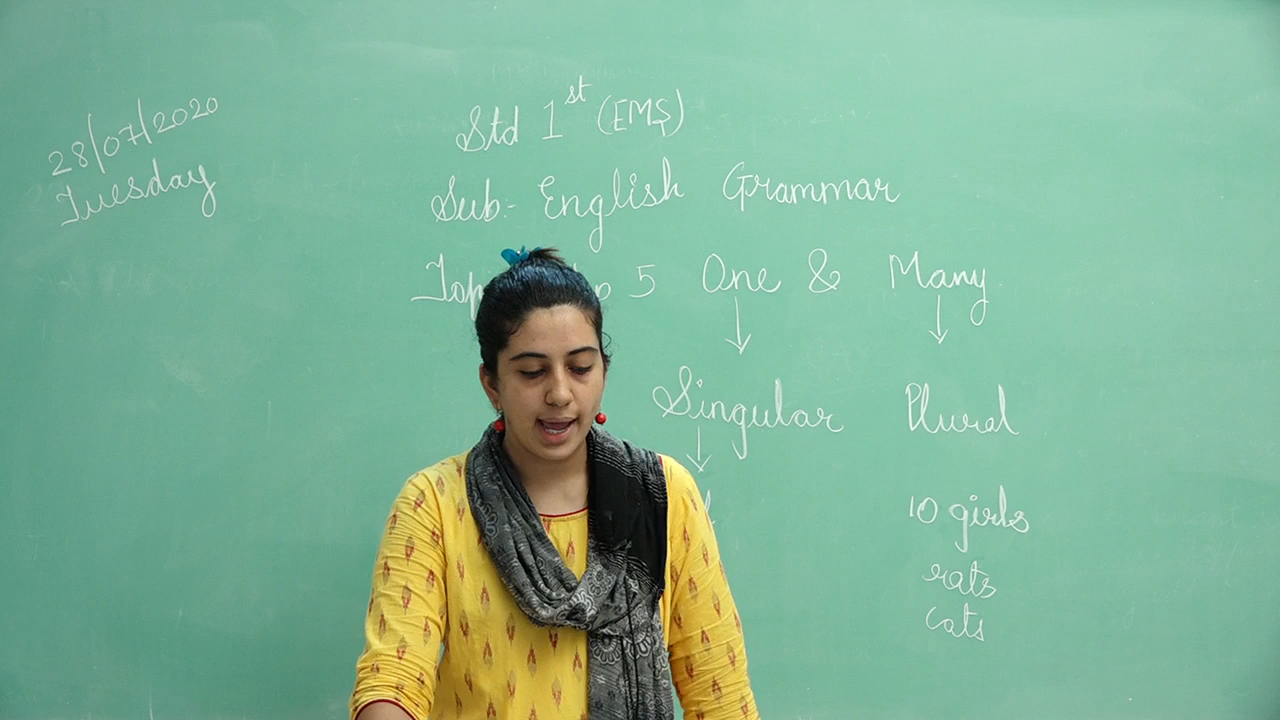 28/07/2020
Tuesday
Std 1st (EMS)
Sub:- English Grammar
5 One & Many
Singular Plural
10 girls
rats
cats